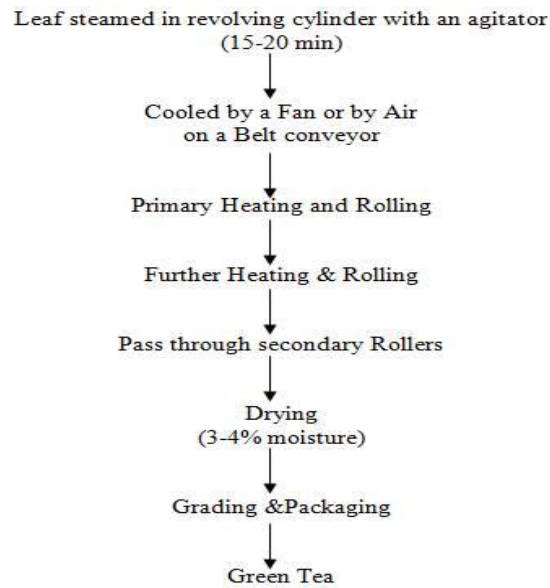 Leaf steamed in revolving cylinder with an agitator
(15-20 min)
Cooled by a Fan or by Air
on a Belt conveyor
Primary Heating and Rolling
Further Heating & Rolling
Pass through secondary Rollers
Drying
(3-4% moisture)
Grading &Packaging
Green Tea